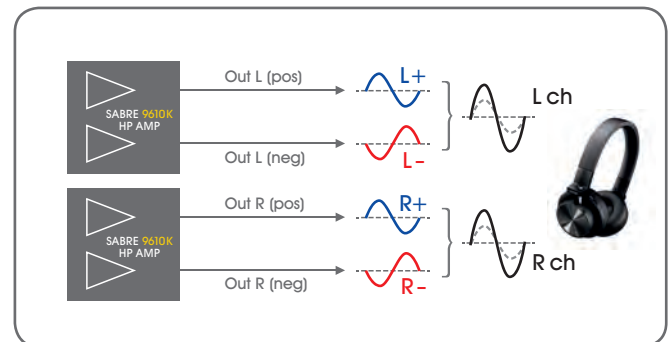 Out L (pos)
L+
SABRE 9610K
HP AMP
L ch
Out L (neg)
L-
Out R (pos)
R+
SABRE 9610K
HP AMP
R ch
Out R (neg)
R-